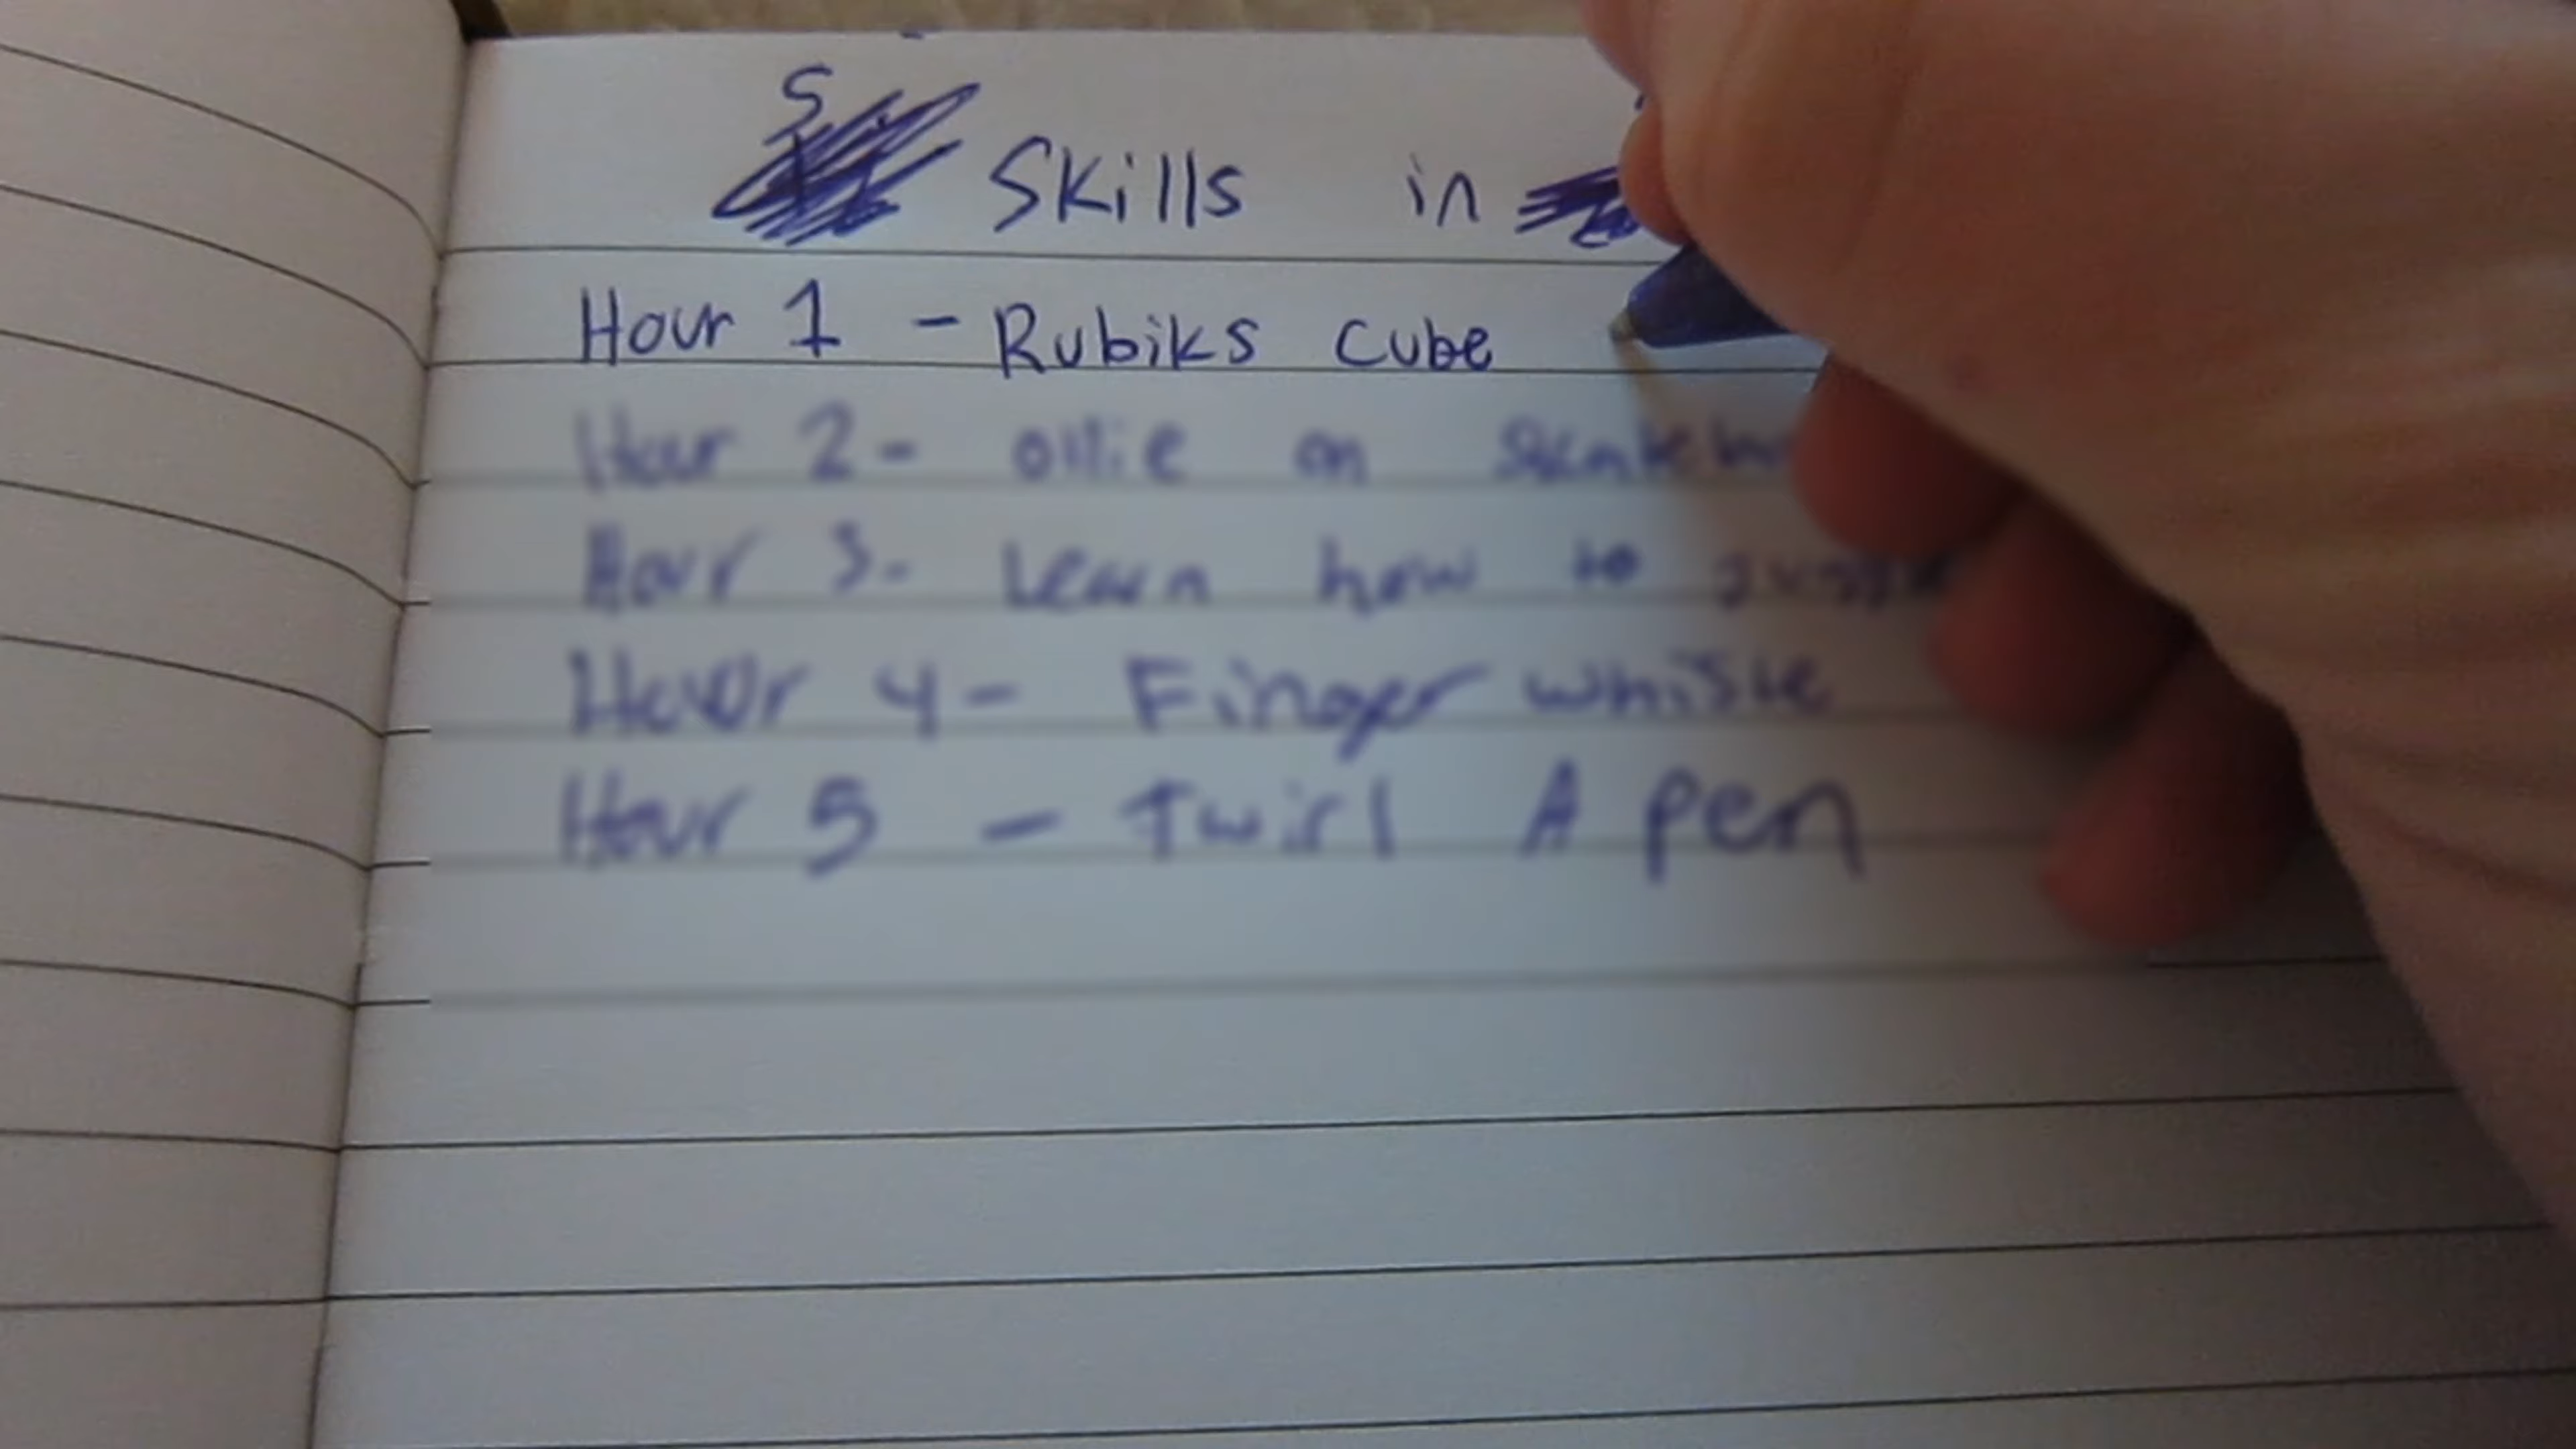 5 Skills in
Hour 1 - Rubiks cube
Hour 2- ollie on
Hour 3- Learn how to
Hour 4- Finger whisle
Hour 5 - twirl A pen